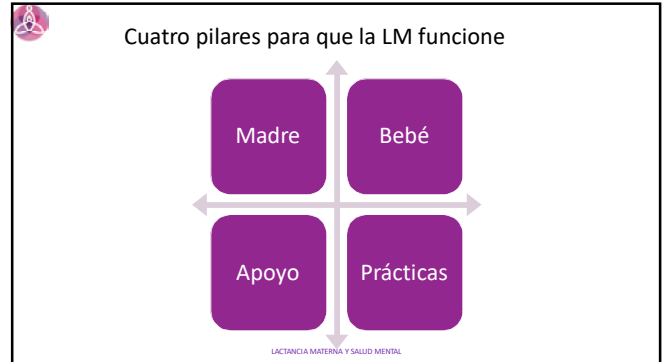 Cuatro pilares para que la LM funcione
Madre
Bebé
Apoyo
Prácticas
LACTANCIA MATERNA Y SALUD MENTAL